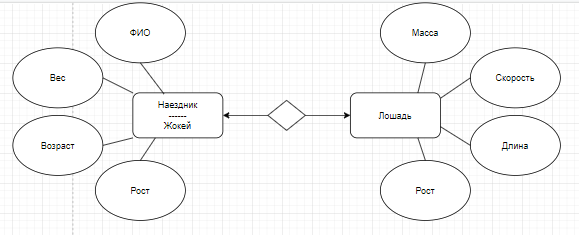 ФИО
Масса
Вес
Скорость
Наездник
------
Жокей
Лошадь
Возраст
Длина
Рост
Рост